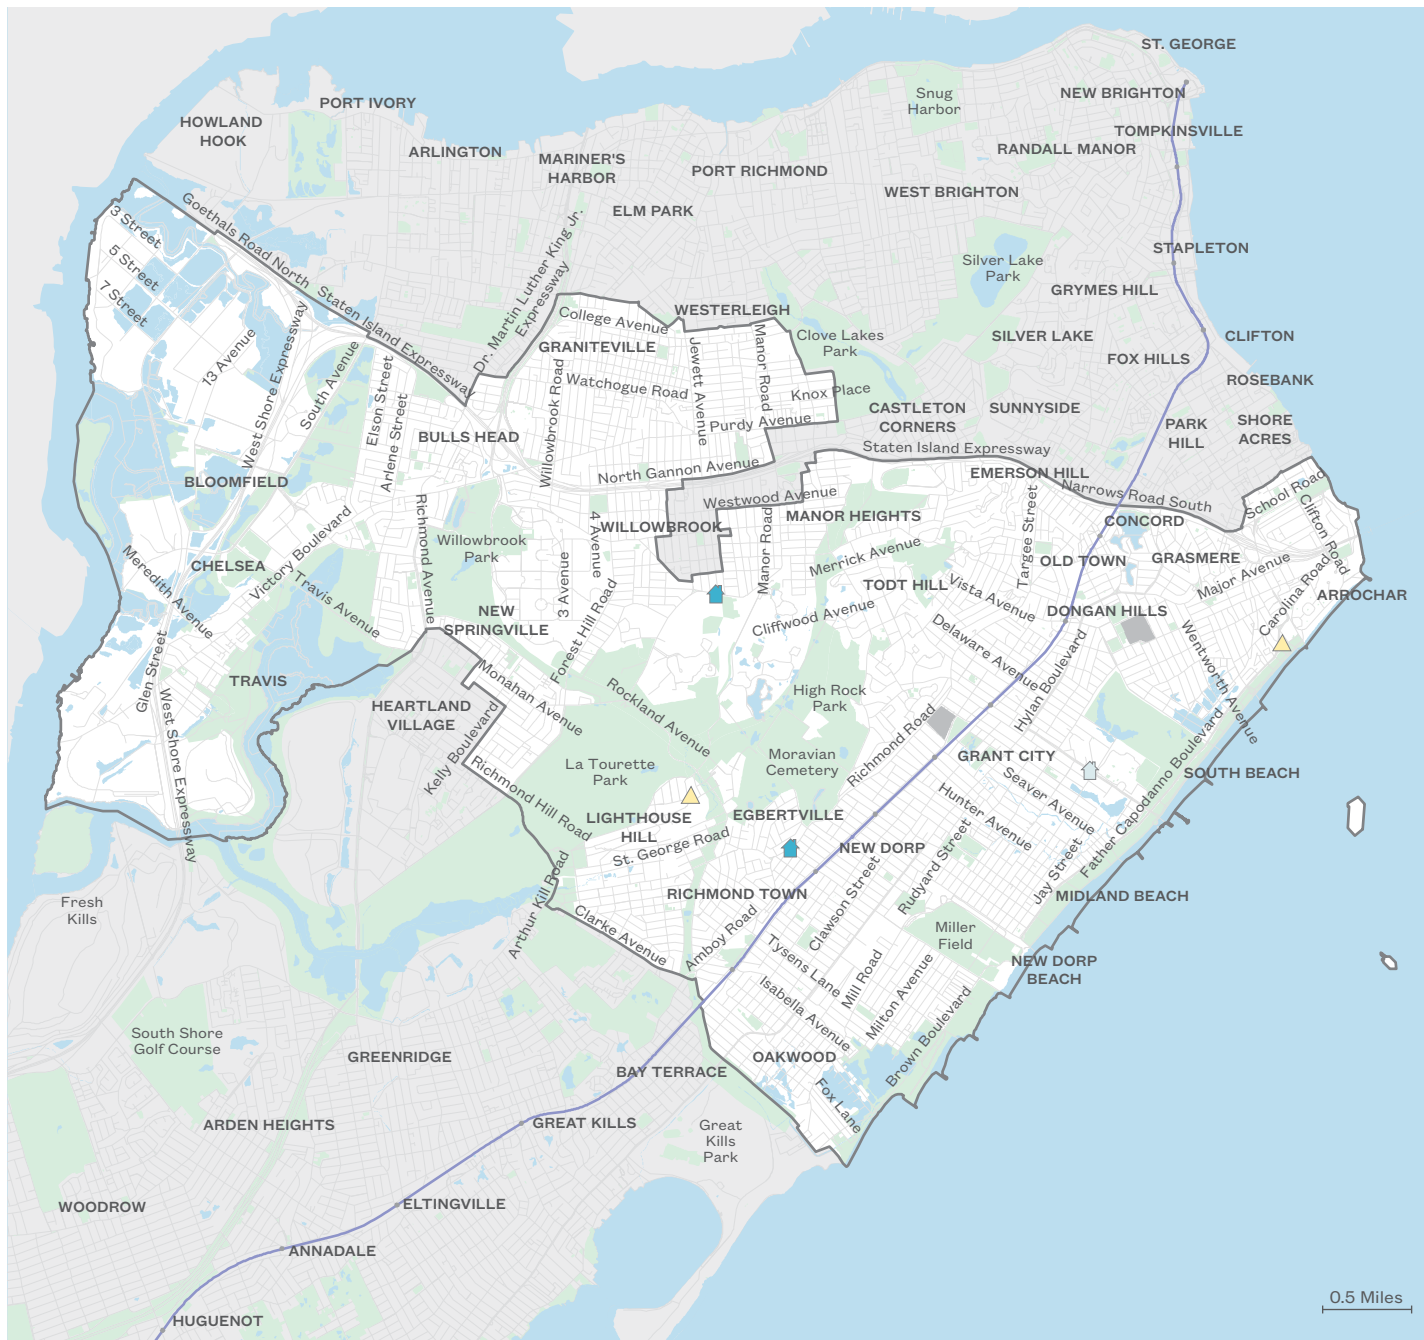 ST. GEORGE
NEW BRIGHTON
Snug
Harbor
PORT IVORY
HOWLAND
HOOK
TOMPKINSVILLE
RANDALL MANOR
ARLINGTON
MARINER'S
HARBOR
PORT RICHMOND
WEST BRIGHTON
ELM PARK
3 Street
Goethals Road North
Dr. Martin Luther King Jr.
Expressway
STAPLETON
5 Street
Silver Lake
Park
7 Street
GRYMES HILL
Staten Island Expressway
WESTERLEIGH
College Avenue
GRANITEVILLE
Clove Lakes
Park
SILVER LAKE
CLIFTON
FOX HILLS
13 Avenue
West Shore Expressway
South Avenue
Elson Street
Arlene Street
Willowbrook Road
Watchogue Road
Jewett Avenue
Manor Road
Knox Place
ROSEBANK
Purdy Avenue
CASTLETON
CORNERS
SUNNYSIDE
PARK
HILL
SHORE
ACRES
BULLS HEAD
Staten Island Expressway
BLOOMFIELD
North Gannon Avenue
EMERSON HILL
Narrows Road South
School Road
Clifton Road
Westwood Avenue
WILLOWBROOK
MANOR HEIGHTS
CONCORD
Richmond Avenue
Willowbrook
Park
4 Avenue
3 Avenue
Manor Road
Merrick Avenue
Targee Street
OLD TOWN
GRASMERE
Victory Boulevard
Meredith Avenue
CHELSEA
Travis Avenue
TODT HILL
Vista Avenue
Major Avenue
Carolina Road
ARROCHAR
NEW
SPRINGVILLE
Forest Hill Road
Cliffwood Avenue
DONGAN HILLS
Delaware Avenue
Wentworth Avenue
Hylan Boulevard
Glen Street
TRAVIS
West Shore Expressway
HEARTLAND
VILLAGE
Monahan Avenue
Rockland Avenue
High Rock
Park
Kelly Boulevard
Richmond Road
Moravian
Cemetery
GRANT CITY
La Tourette
Park
Richmond Hill Road
Seaver Avenue
SOUTH BEACH
Father Capodanno Boulevard
LIGHTHOUSE
HILL
EGBERTVILLE
Hunter Avenue
St. George Road
NEW DORP
Rudyard Street
Jay Street
RICHMOND TOWN
MIDLAND BEACH
Fresh
Kills
Arthur Kill Road
Clarke Avenue
Amboy Road
Clawson Street
Miller
Field
Tysens Lane
Mill Road
NEW DORP
BEACH
Isabella Avenue
Milton Avenue
Brown Boulevard
South Shore
Golf Course
GREENRIDGE
OAKWOOD
BAY TERRACE
Fox Lane
ARDEN HEIGHTS
GREAT KILLS
Great
Kills
Park
WOODROW
ELTINGVILLE
ANNADALE
0.5 Miles
HUGUENOT